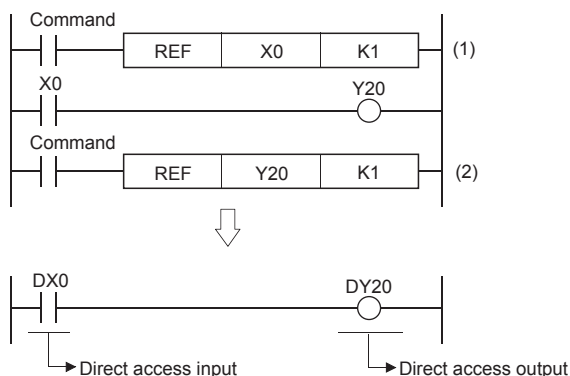 Command
REF X0 K1 (1)
X0 Y20
Command
REF Y20 K1 (2)
DX0 DY20
Direct access input Direct access output